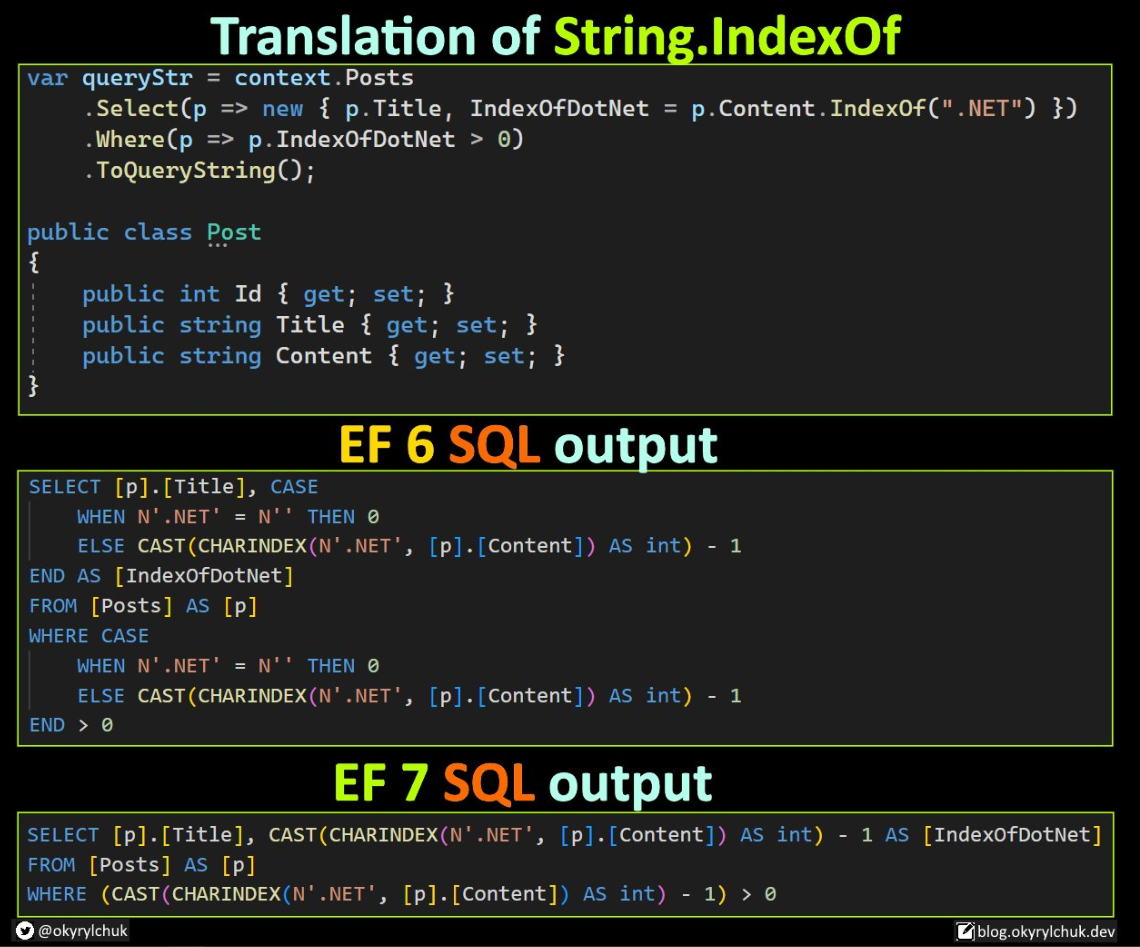 Translation of String.IndexOf
var queryStr = context.Posts
.Select(p => new { p.Title, IndexOfDotNet = p.Content.IndexOf(".NET") })
.Where(p => p.IndexOfDotNet > 0)
.ToQueryString();
public class Post
{
public int Id { get; set; }
public string Title { get; set; }
public string Content { get; set; }
}
EF 6 SQL output
SELECT [p].[Title], CASE
WHEN N'.NET' = N'' THEN 0
ELSE CAST(CHARINDEX(N'.NET', [p].[Content]) AS int) - 1
END AS [IndexOfDotNet]
FROM [Posts] AS [p]
WHERE CASE
WHEN N'.NET' = N'' THEN 0
ELSE CAST(CHARINDEX(N'.NET', [p].[Content]) AS int) - 1
END > 0
EF 7 SQL output
SELECT [p].[Title], CAST(CHARINDEX(N'.NET', [p].[Content]) AS int) - 1 AS [IndexOfDotNet]
FROM [Posts] AS [p]
WHERE (CAST(CHARINDEX(N'.NET', [p].[Content]) AS int) - 1) > 0
@okyrylchuk
blog.okyrylchuk.dev